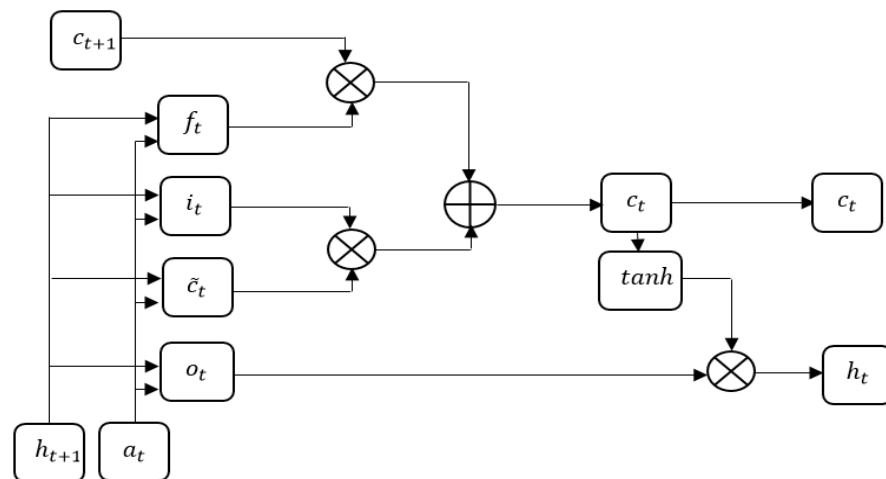 c_{t+1}
f_t
i_t
c_t
c_t
c̃_t
tanh
o_t
h_t
h_{t+1}
a_t